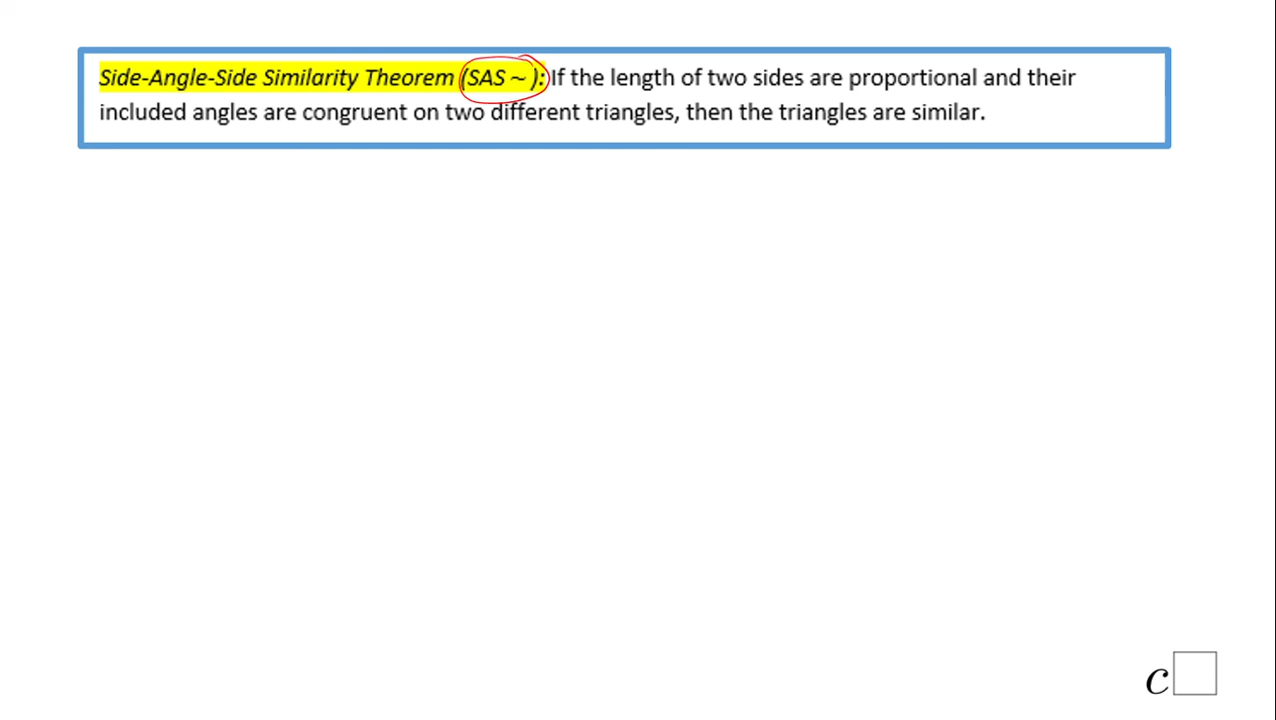 Side-Angle-Side Similarity Theorem (SAS ~ ): If the length of two sides are proportional and their
included angles are congruent on two different triangles, then the triangles are similar.
c